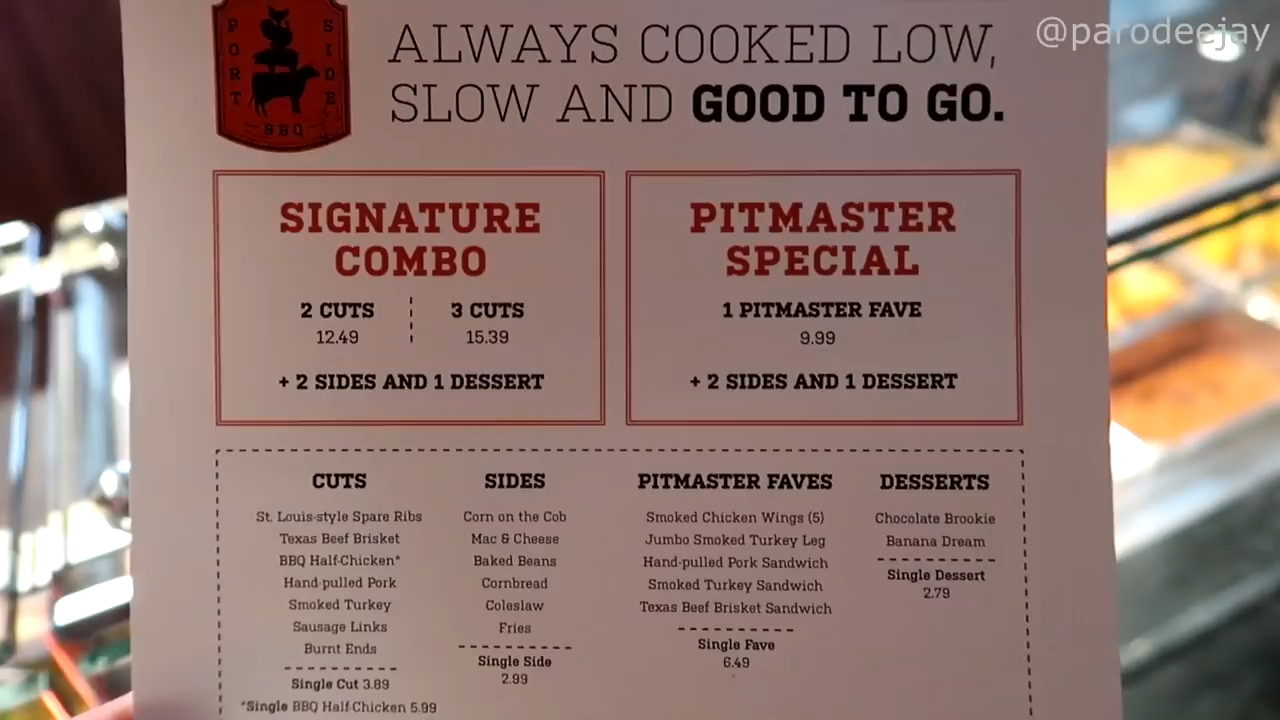 @parodeejay
PORT SIDE
BBQ
ALWAYS COOKED LOW,
SLOW AND GOOD TO GO.
SIGNATURE
COMBO
2 CUTS
12.49
3 CUTS
15.39
+ 2 SIDES AND 1 DESSERT
PITMASTER
SPECIAL
1 PITMASTER FAVE
9.99
+ 2 SIDES AND 1 DESSERT
CUTS
St. Louis-style Spare Ribs
Texas Beef Brisket
BBQ Half-Chicken*
Hand-pulled Pork
Smoked Turkey
Sausage Links
Burnt Ends
Single Cut 3.89
*Single BBQ Half-Chicken 5.99
SIDES
Corn on the Cob
Mac & Cheese
Baked Beans
Cornbread
Coleslaw
Fries
Single Side
2.99
PITMASTER FAVES
Smoked Chicken Wings (5)
Jumbo Smoked Turkey Leg
Hand-pulled Pork Sandwich
Smoked Turkey Sandwich
Texas Beef Brisket Sandwich
Single Fave
6.49
DESSERTS
Chocolate Brookie
Banana Dream
Single Dessert
2.79